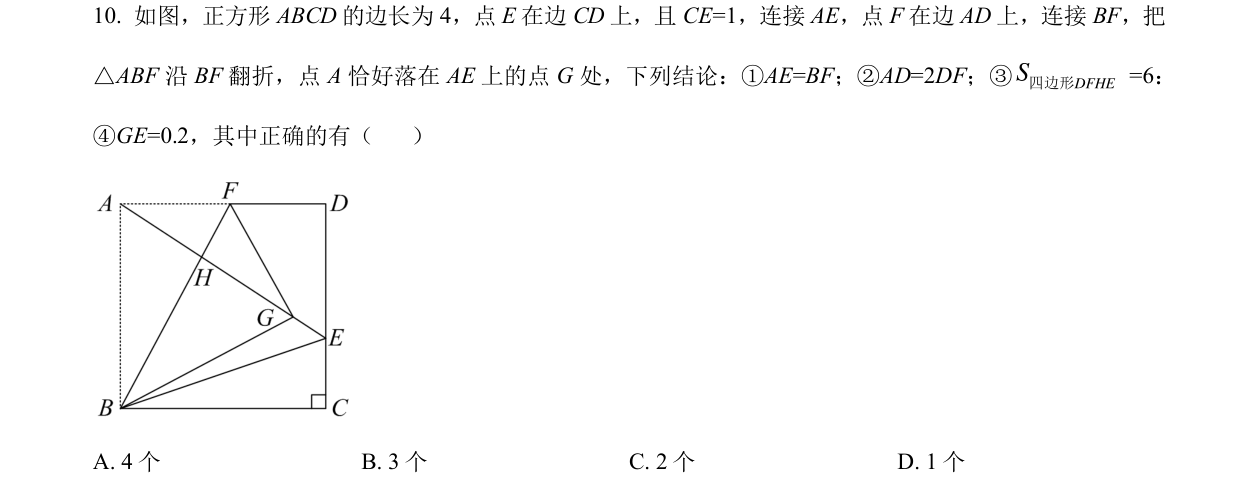 10. 如图，正方形 ABCD 的边长为 4，点 E 在边 CD 上，且 CE=1，连接 AE，点 F 在边 AD 上，连接 BF，把
△ABF 沿 BF 翻折，点 A 恰好落在 AE 上的点 G 处，下列结论：①AE=BF；②AD=2DF；③S四边形DFHE =6：
④GE=0.2，其中正确的有（　　）
A F D
H
G
E
B C
A. 4 个 B. 3 个 C. 2 个 D. 1 个